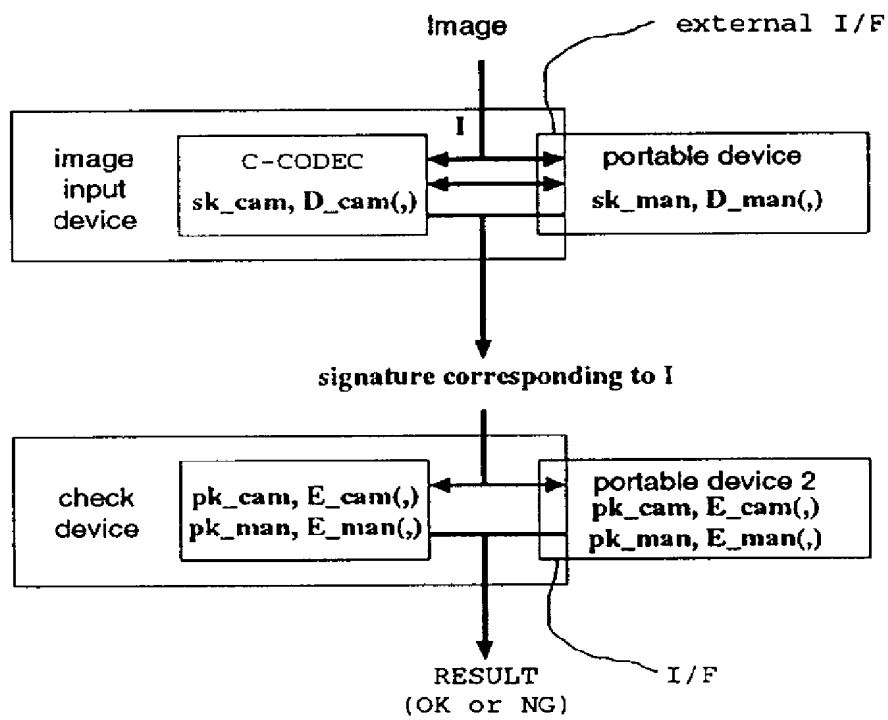 Image
external I/F
I
image
input
device
C-CODEC
sk_cam, D_cam(,)
portable device
sk_man, D_man(,)
signature corresponding to I
check
device
pk_cam, E_cam(,)
pk_man, E_man(,)
portable device 2
pk_cam, E_cam(,)
pk_man, E_man(,)
RESULT
(OK or NG)
I/F